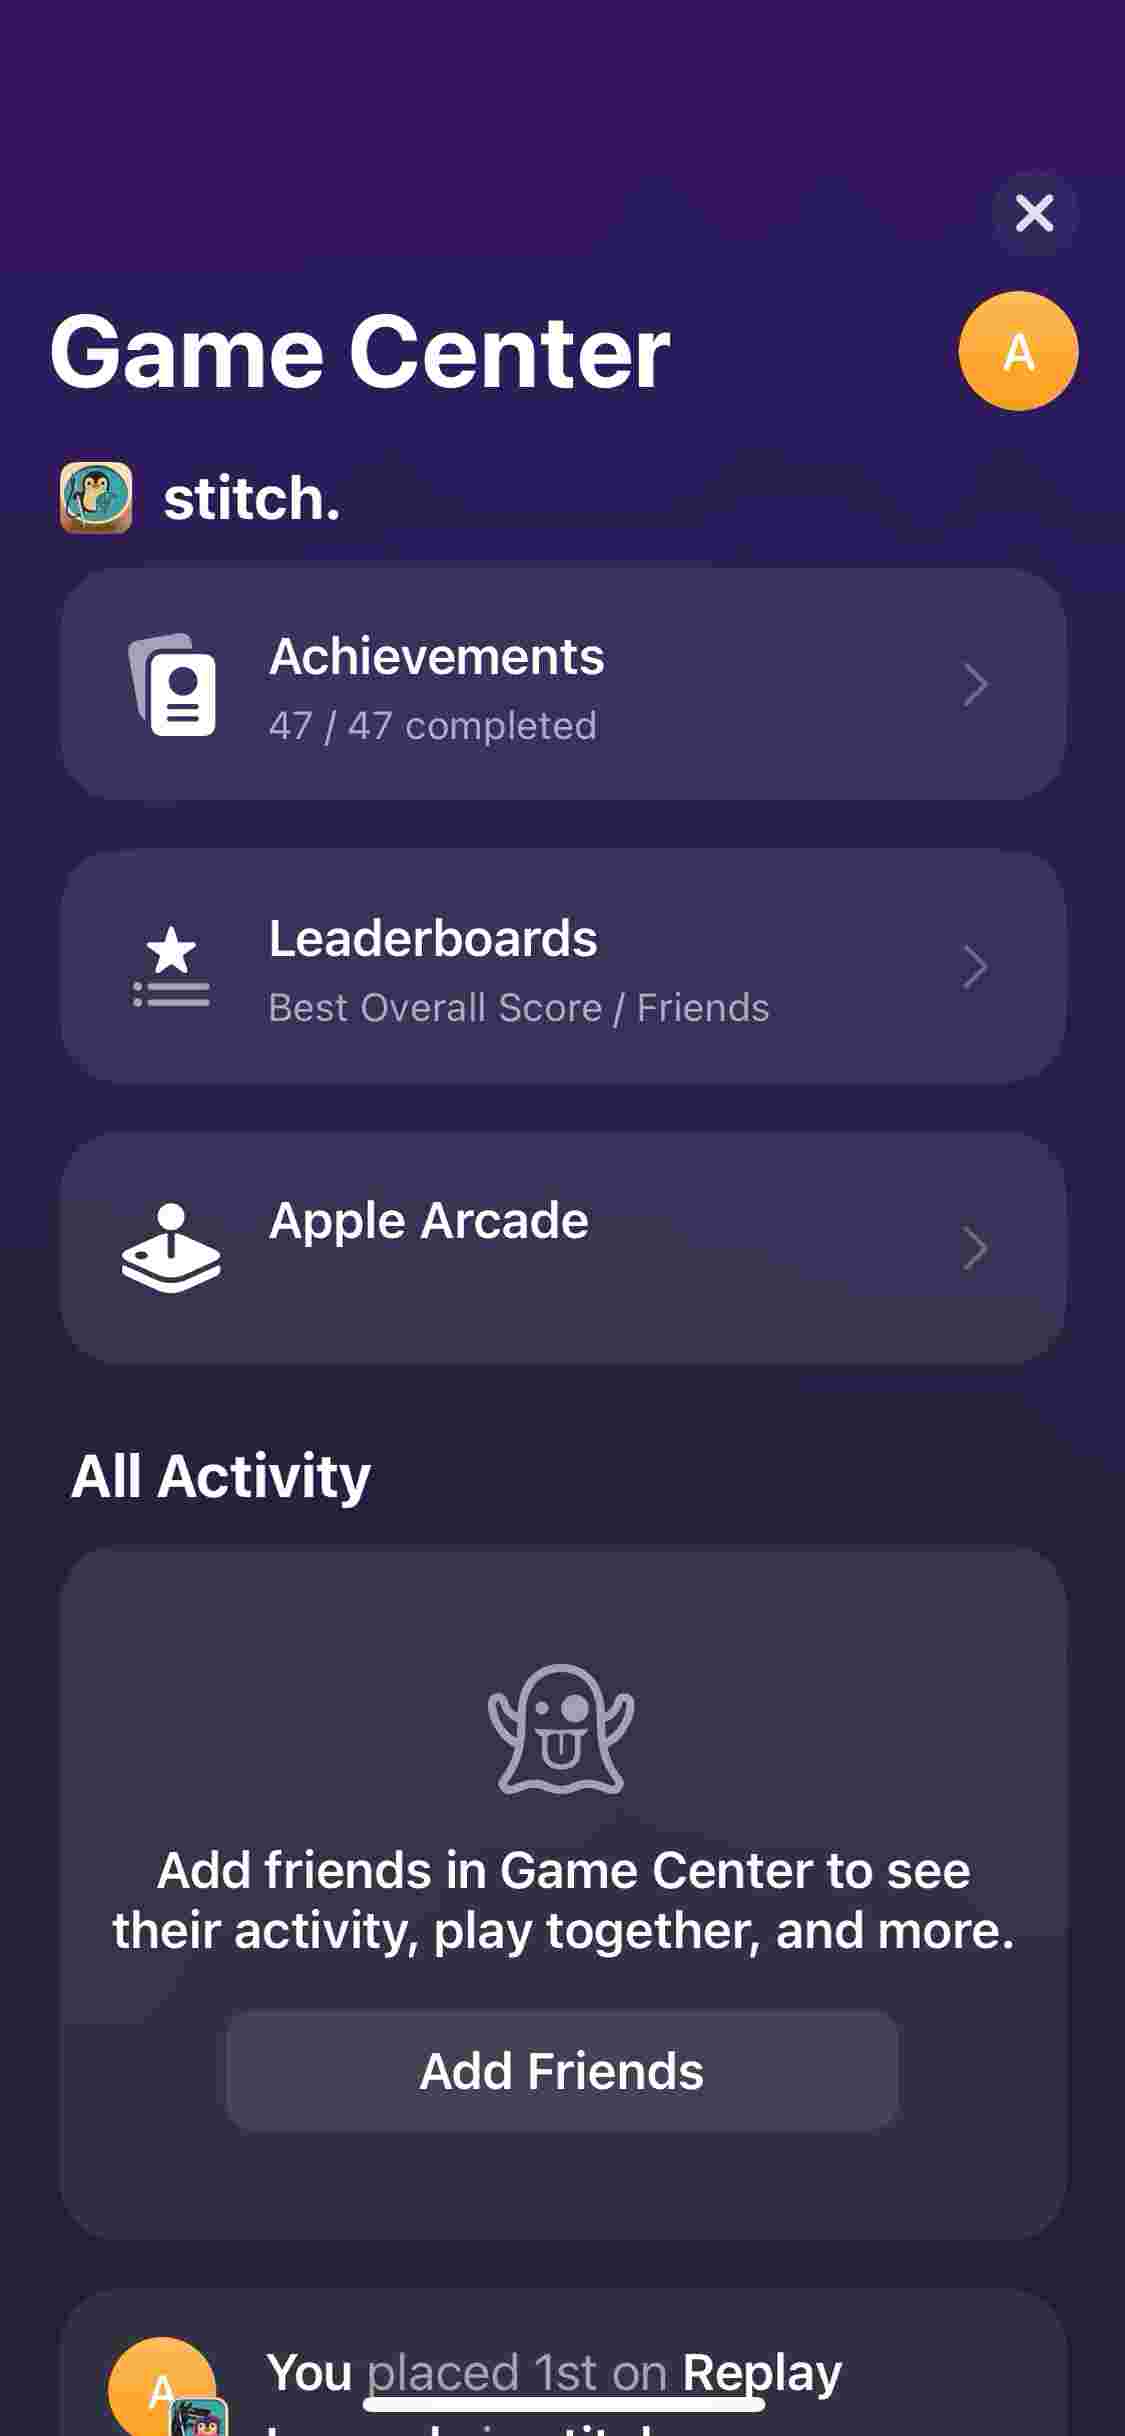 Game Center
A
stitch.
Achievements
47 / 47 completed
Leaderboards
Best Overall Score / Friends
Apple Arcade
All Activity
Add friends in Game Center to see
their activity, play together, and more.
Add Friends
A
You placed 1st on Replay